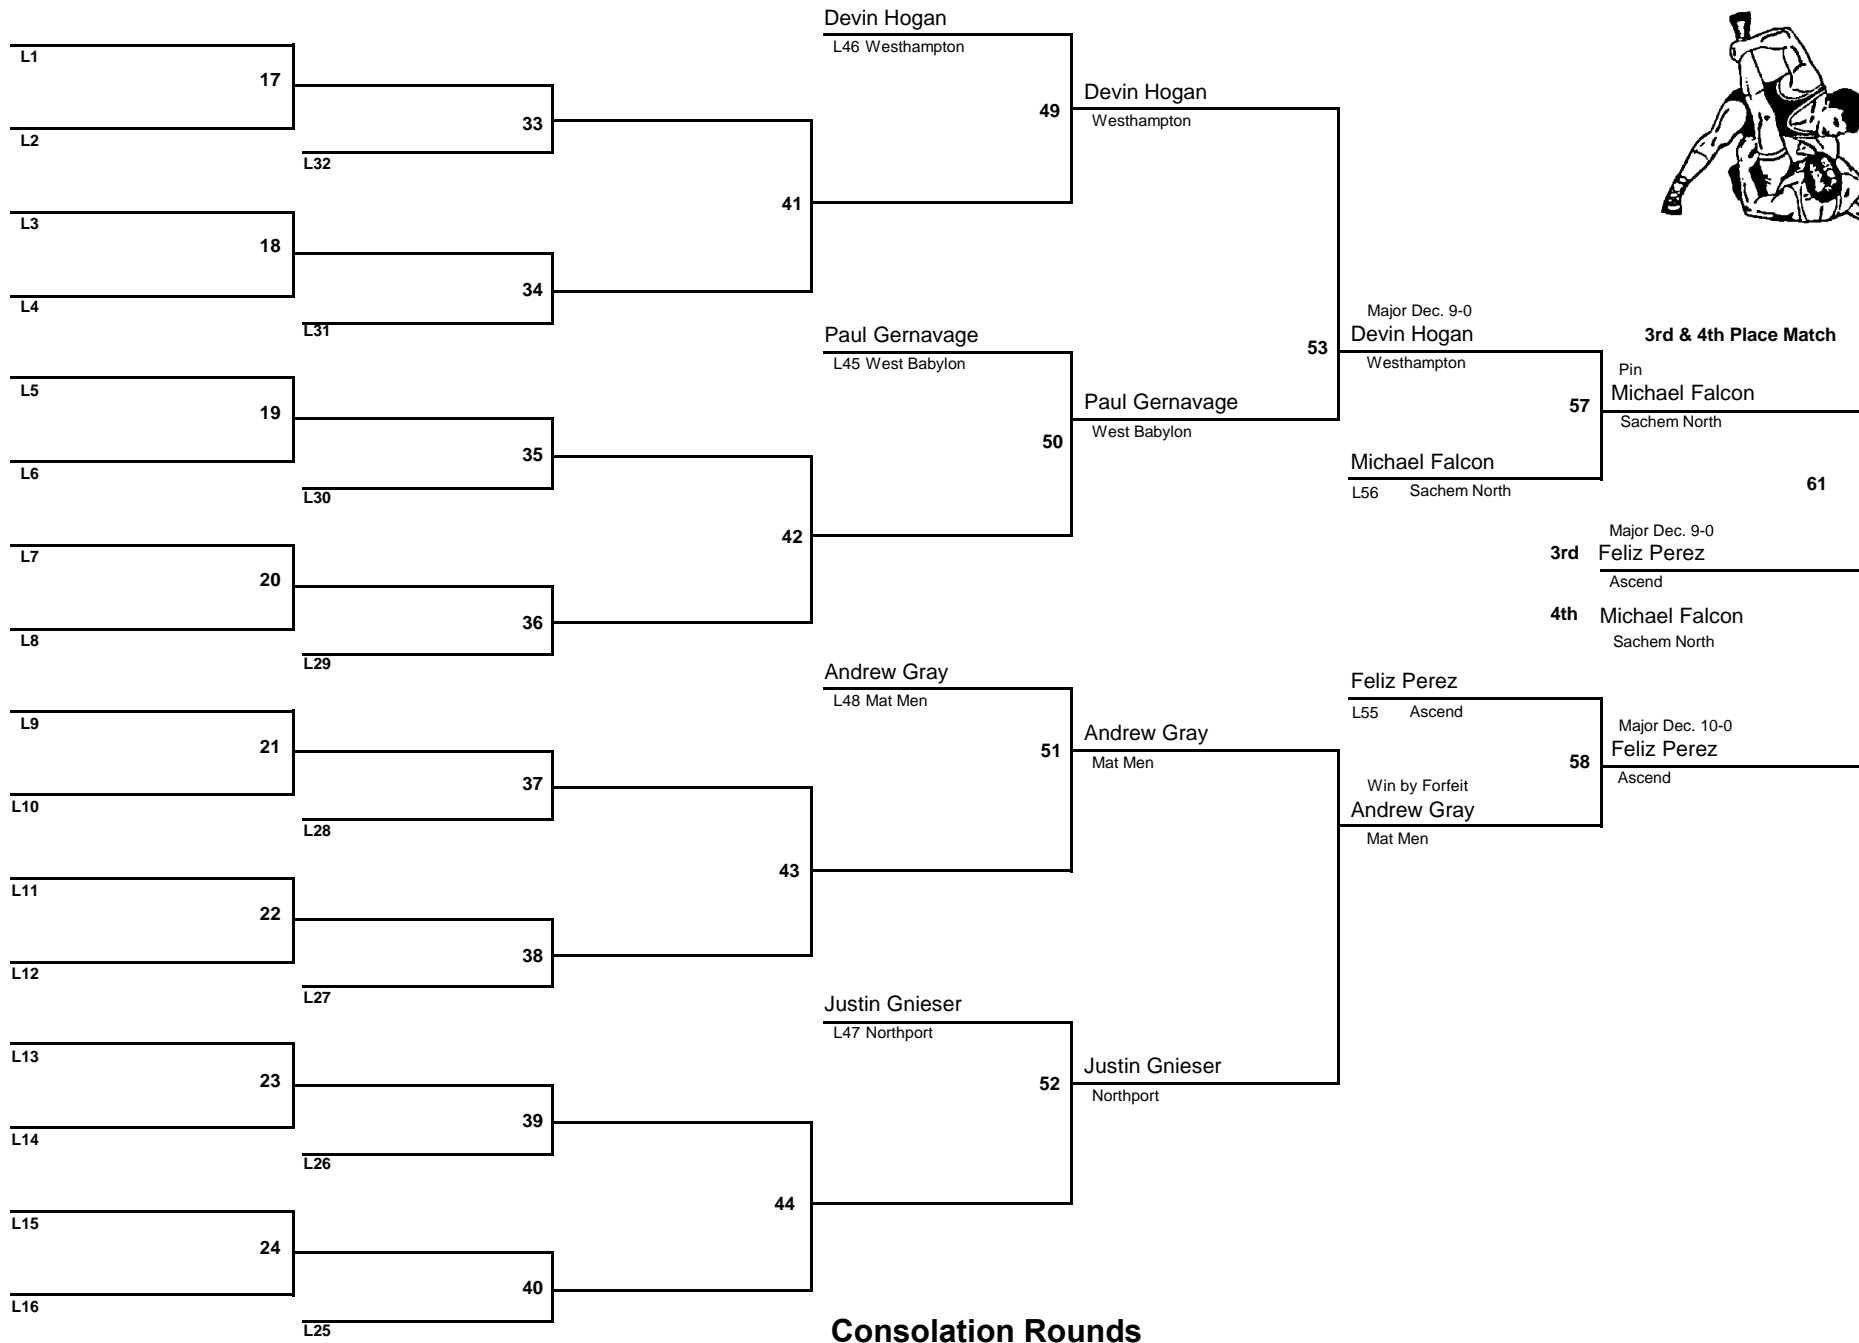 L1
17
L2
33
L32
L3
18
L4
34
L31
41
L5
19
L6
35
L30
L7
20
L8
36
L29
42
L9
21
L10
37
L28
L11
22
L12
38
L27
43
L13
23
L14
39
L26
L15
24
L16
40
L25
44
Devin Hogan
L46 Westhampton
49
Devin Hogan
Westhampton
Paul Gernavage
L45 West Babylon
50
Paul Gernavage
West Babylon
53
Andrew Gray
L48 Mat Men
51
Andrew Gray
Mat Men
Justin Gnieser
L47 Northport
52
Justin Gnieser
Northport
Major Dec. 9-0
Devin Hogan
Westhampton
57
Michael Falcon
L56 Sachem North
3rd & 4th Place Match
Pin
Michael Falcon
Sachem North
61
Major Dec. 9-0
3rd Feliz Perez
Ascend
4th Michael Falcon
Sachem North
Feliz Perez
L55 Ascend
58
Win by Forfeit
Andrew Gray
Mat Men
Major Dec. 10-0
Feliz Perez
Ascend
Consolation Rounds